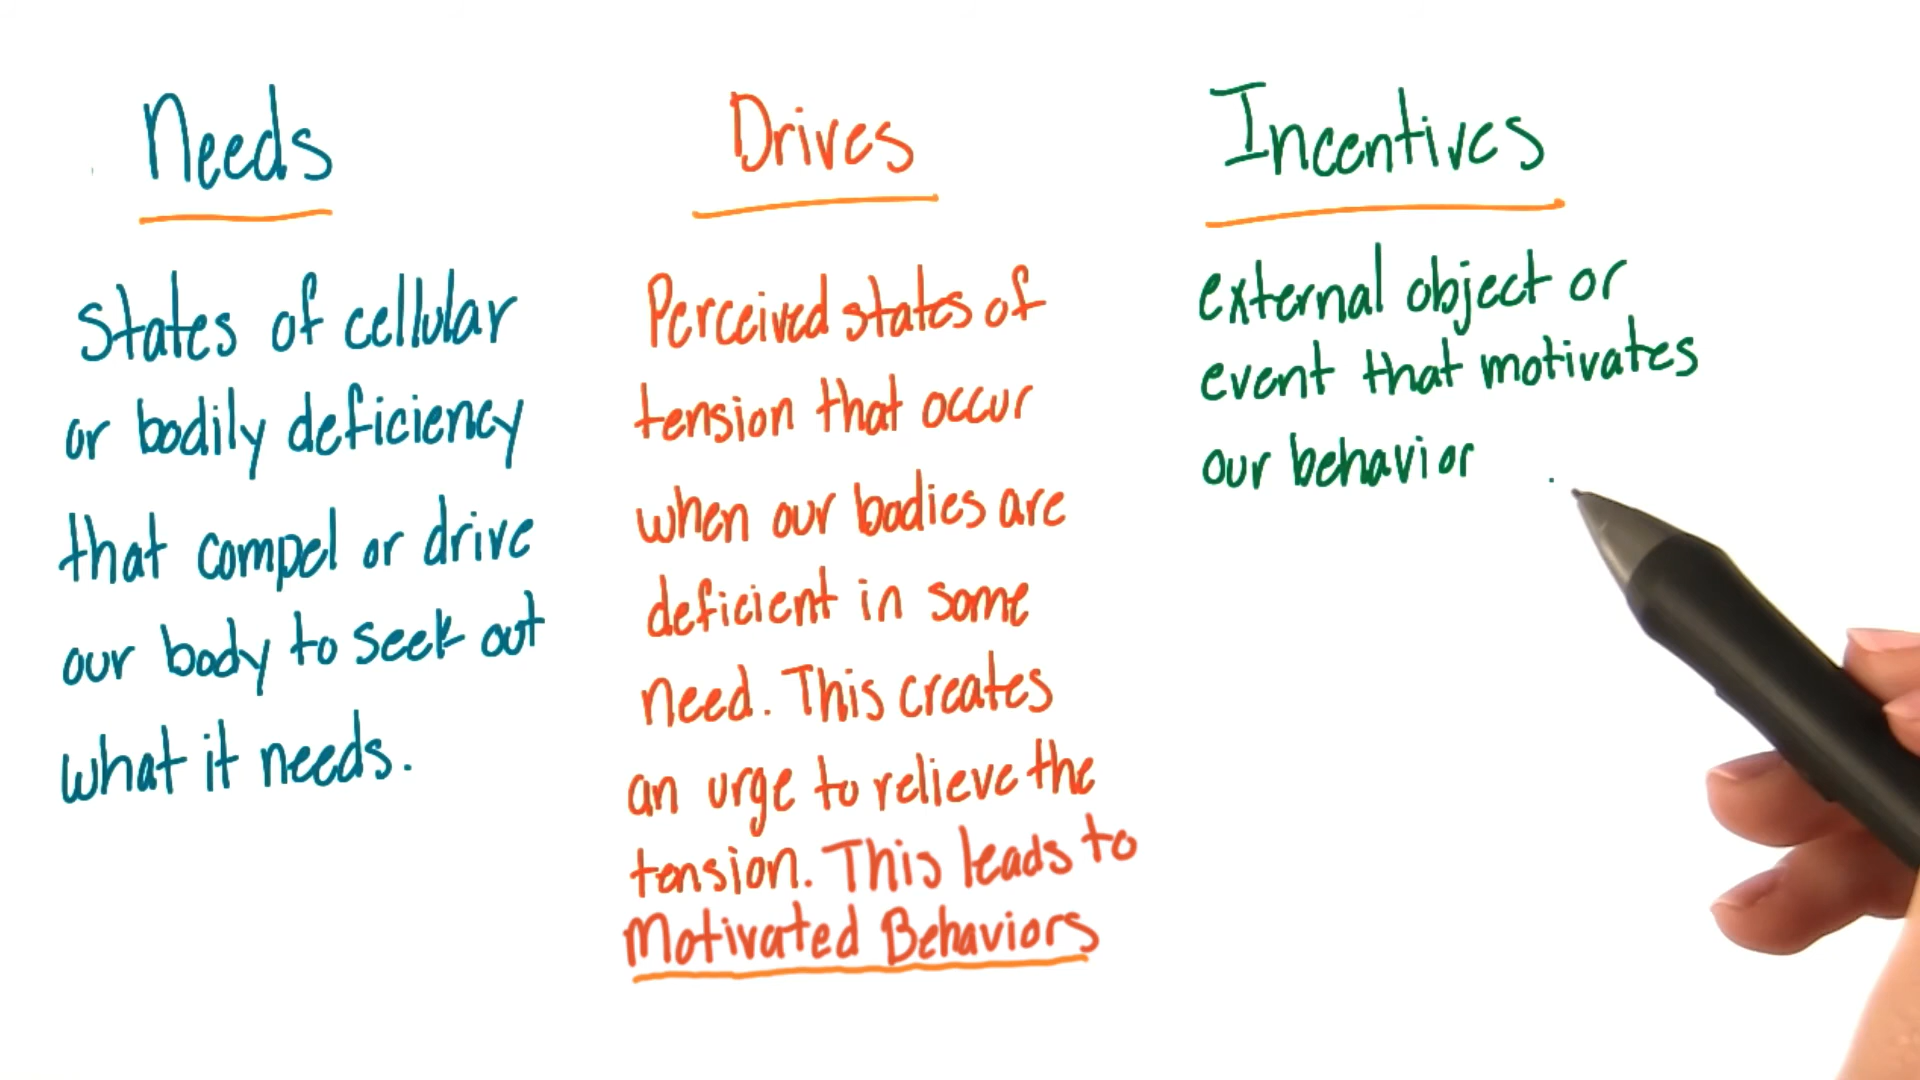 Needs
States of cellular
or bodily deficiency
that compel or drive
our body to seek out
what it needs.
Drives
Perceived states of
tension that occur
when our bodies are
deficient in some
need. This creates
an urge to relieve the
tension. This leads to
Motivated Behaviors
Incentives
external object or
event that motivates
our behavior